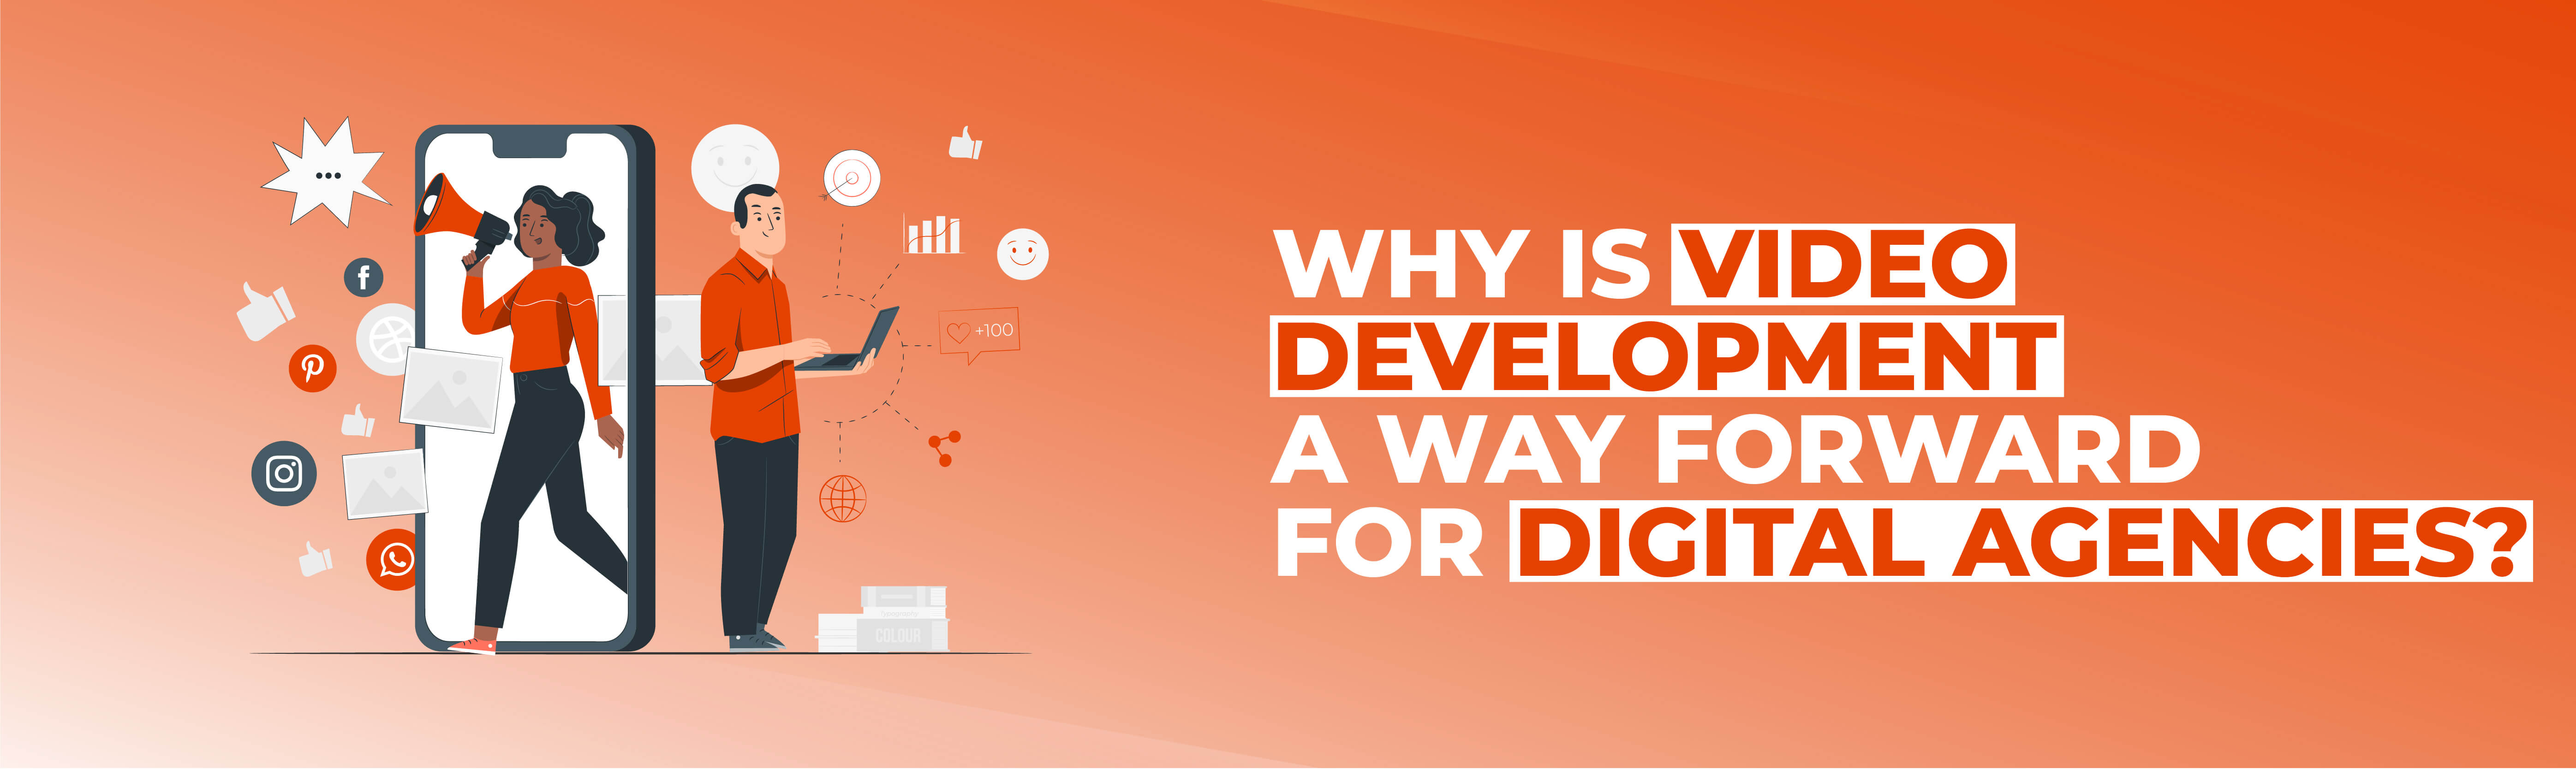 WHY IS VIDEO
DEVELOPMENT
A WAY FORWARD
FOR DIGITAL AGENCIES?
+100
COLOUR